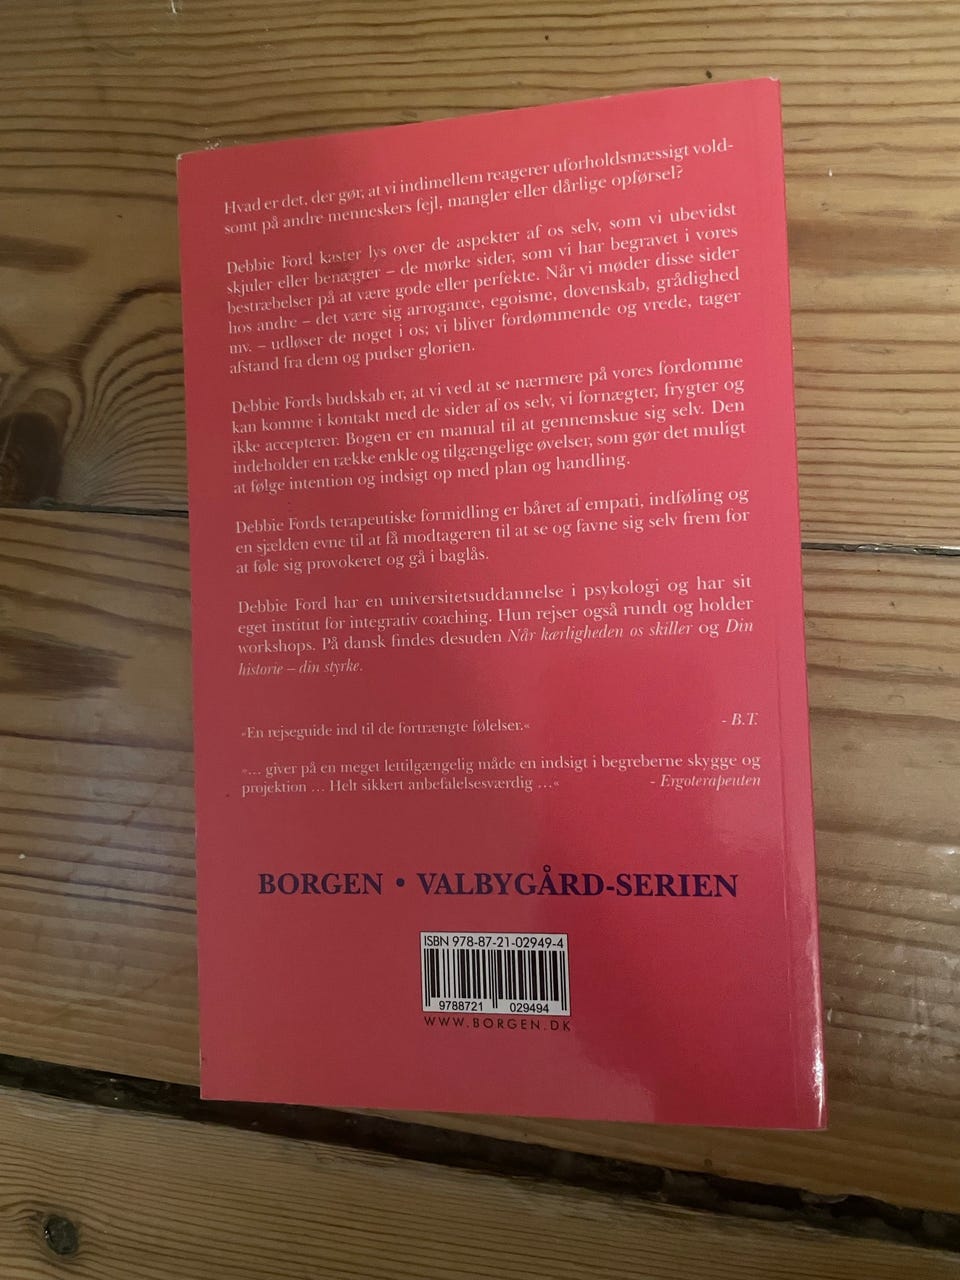 Hvad er det, der gør, at vi indimellem reagerer uforholdsmæssigt vold-
somt på andre menneskers fejl, mangler eller dårlige opførsel?
Debbie Ford kaster lys over de aspekter af os selv, som vi ubevidst
skjuler eller benægter – de mørke sider, som vi har begravet i vores
bestræbelser på at være gode eller perfekte. Når vi møder disse sider
hos andre – det være sig arrogance, egoisme, dovenskab, grådighed
mv. – udløser de noget i os; vi bliver fordømmende og vrede, tager
afstand fra dem og pudser glorien.
Debbie Fords budskab er, at vi ved at se nærmere på vores fordomme
kan komme i kontakt med de sider af os selv, vi fornægter, frygter og
ikke accepterer. Bogen er en manual til at gennemskue sig selv. Den
indeholder en række enkle og tilgængelige øvelser, som gør det muligt
at følge intention og indsigt op med plan og handling.
Debbie Fords terapeutiske formidling er båret af empati, indføling og
en sjælden evne til at få modtageren til at se og favne sig selv frem for
at føle sig provokeret og gå i baglås.
Debbie Ford har en universitetsuddannelse i psykologi og har sit
eget institut for integrativ coaching. Hun rejser også rundt og holder
workshops. På dansk findes desuden Når kærligheden os skiller og Din
historie – din styrke.
»En rejseguide ind til de fortrængte følelser.« - B.T.
»... giver på en meget lettilgængelig måde en indsigt i begreberne skygge og
projektion ... Helt sikkert anbefalelsesværdig ...« - Ergoterapeuten
BORGEN • VALBYGÅRD-SERIEN
ISBN 978-87-21-02949-4
9788721 029494
WWW.BORGEN.DK